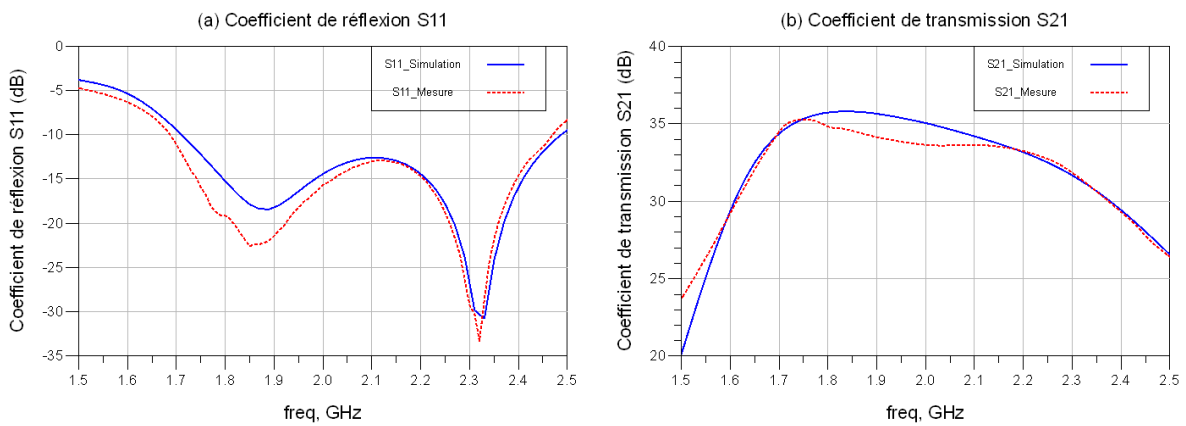 (a) Coefficient de réflexion S11
Coefficient de réflexion S11 (dB)
0
-5
-10
-15
-20
-25
-30
-35
S11_Simulation
S11_Mesure
1.5 1.6 1.7 1.8 1.9 2.0 2.1 2.2 2.3 2.4 2.5
freq, GHz
(b) Coefficient de transmission S21
Coefficient de transmission S21 (dB)
40
35
30
25
20
S21_Simulation
S21_Mesure
1.5 1.6 1.7 1.8 1.9 2.0 2.1 2.2 2.3 2.4 2.5
freq, GHz